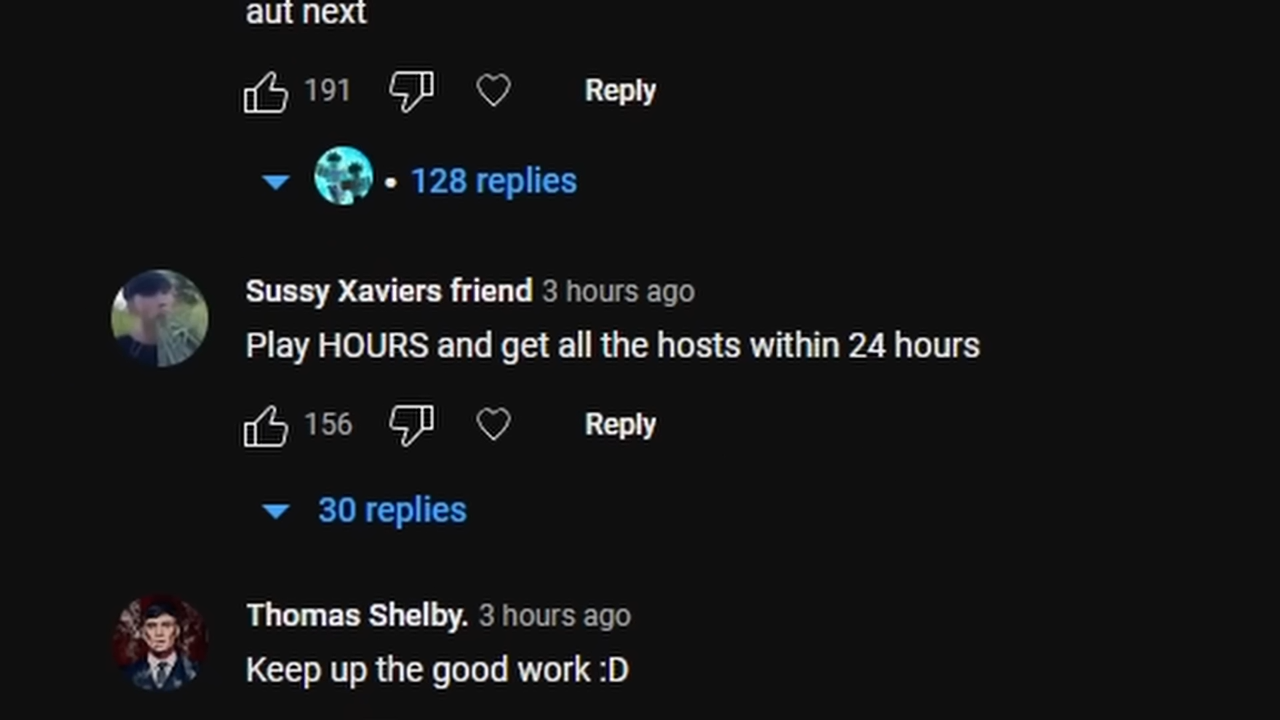 aut next
191 Reply
• 128 replies
Sussy Xaviers friend 3 hours ago
Play HOURS and get all the hosts within 24 hours
156 Reply
30 replies
Thomas Shelby. 3 hours ago
Keep up the good work :D